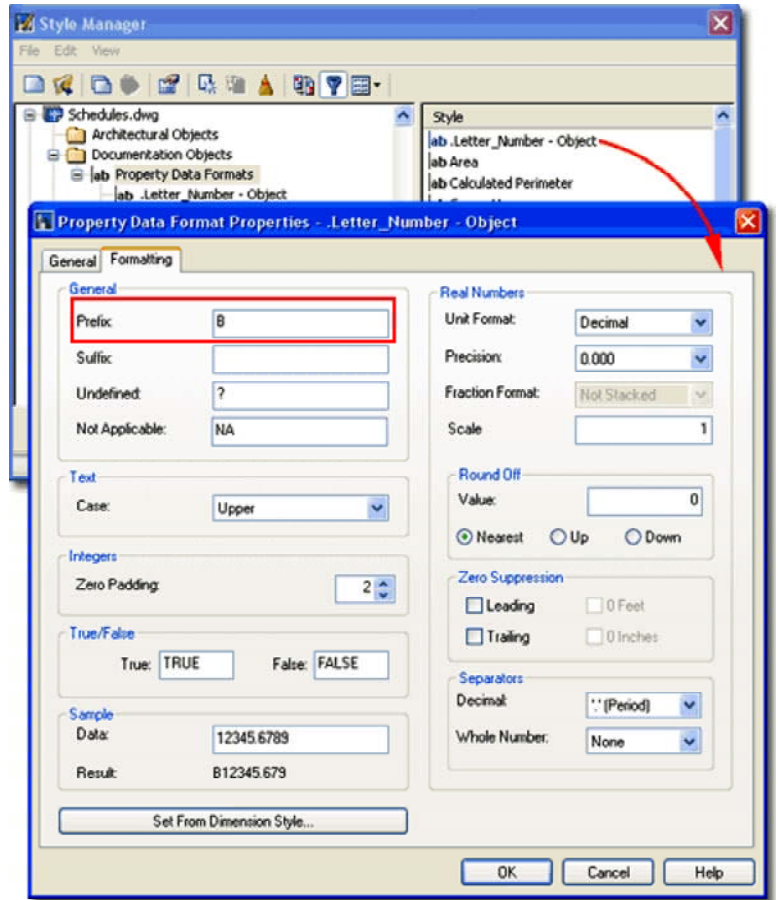 Style Manager
File Edit View
Schedules.dwg
Architectural Objects
Documentation Objects
ab Property Data Formats
ab .Letter_Number - Object
Style
ab .Letter_Number - Object
ab Area
ab Calculated Perimeter
Property Data Format Properties - .Letter_Number - Object
General Formatting
General
Prefix: B
Suffix:
Undefined: ?
Not Applicable: NA
Text
Case: Upper
Integers
Zero Padding: 2
True/False
True: TRUE False: FALSE
Sample
Data: 12345.6789
Result: B12345.679
Set From Dimension Style...
Real Numbers
Unit Format: Decimal
Precision: 0.000
Fraction Format: Not Stacked
Scale 1
Round Off
Value: 0
Nearest Up Down
Zero Suppression
Leading 0 Feet
Trailing 0 Inches
Separators
Decimal: '.' (Period)
Whole Number: None
OK Cancel Help